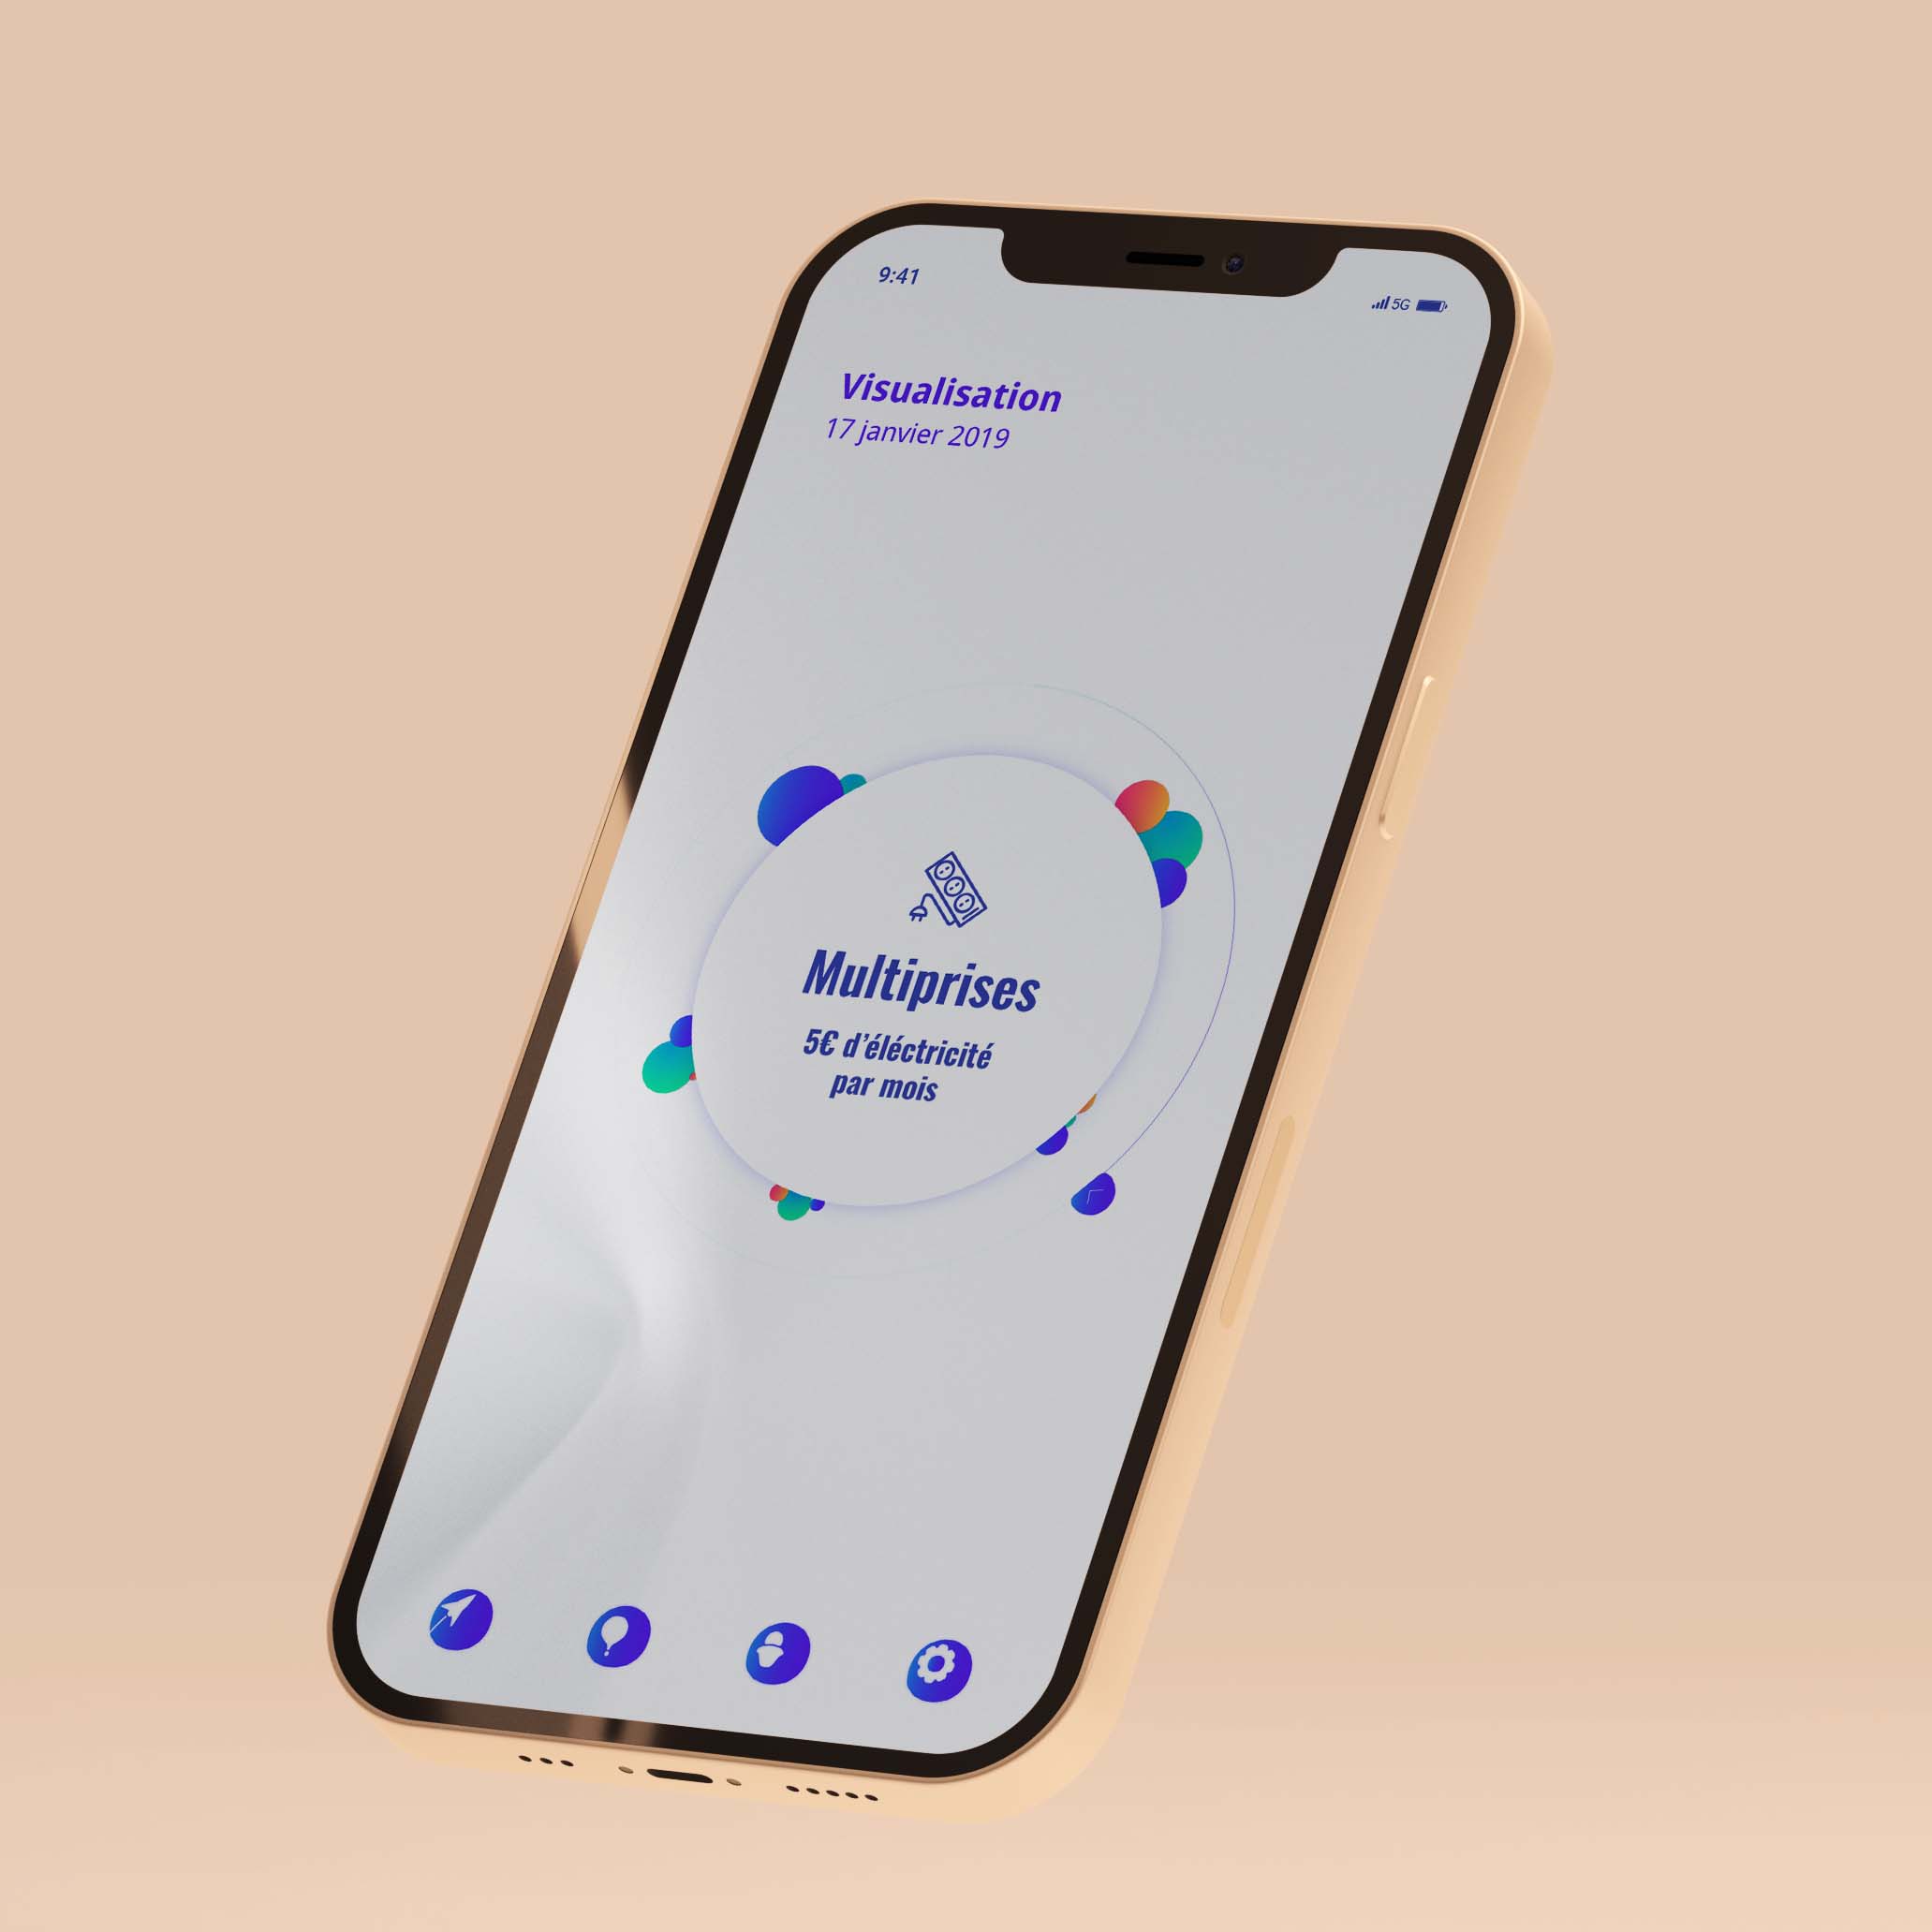 9:41
5G
Visualisation
17 janvier 2019
Multiprises
5€ d'éléctricité
par mois